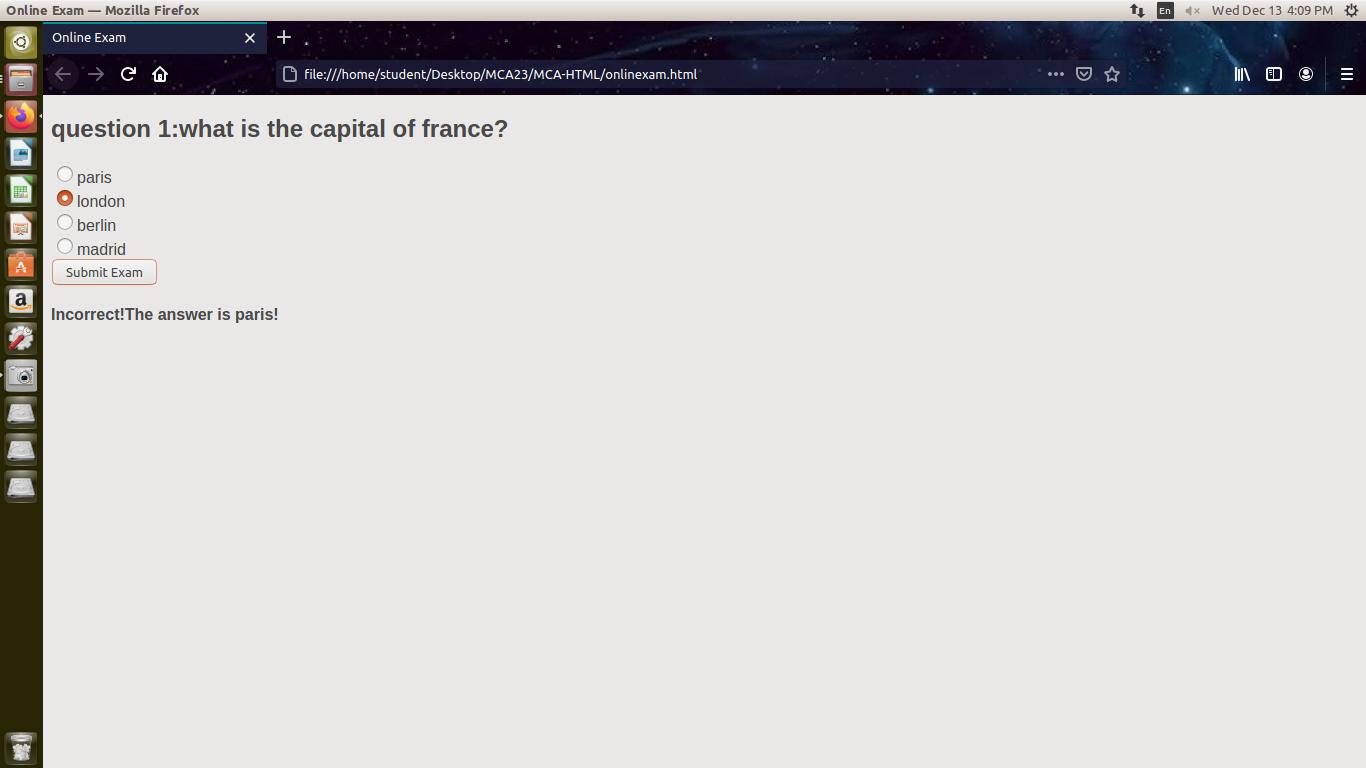 Online Exam — Mozilla Firefox
En
Wed Dec 13 4:09 PM
Online Exam
file:///home/student/Desktop/MCA23/MCA-HTML/onlinexam.html
question 1:what is the capital of france?
paris
london
berlin
madrid
Submit Exam
Incorrect!The answer is paris!